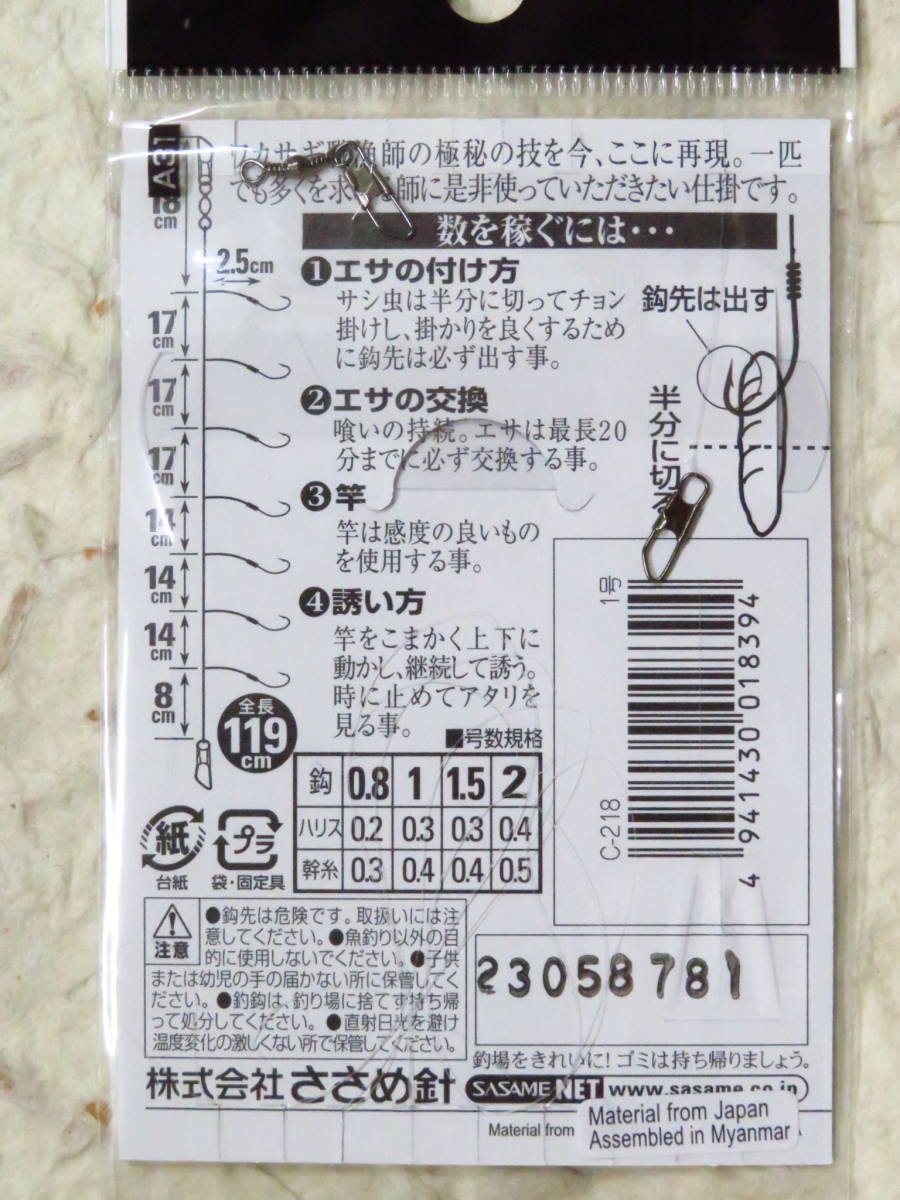 A31
ワカサギ 漁師の極秘の技を今、ここに再現。一匹
でも多くを求 る 師に是非使っていただきたい仕掛です。
数を稼ぐには・・・
❶エサの付け方
サシ虫は半分に切ってチョン
掛けし、掛かりを良くするため
に鈎先は必ず出す事。
❷エサの交換
喰いの持続。エサは最長20
分までに必ず交換する事。
❸竿
竿は感度の良いもの
を使用する事。
❹誘い方
竿をこまかく上下に
動かし、継続して誘う。
時に止めてアタリを
見る事。
18
cm
2.5cm
17
cm
17
cm
17
cm
14
cm
14
cm
14
cm
8
cm
全長
119
cm
鈎先は出す
半分に切る
■号数規格
鈎 0.8 1 1.5 2
ハリス 0.2 0.3 0.3 0.4
幹糸 0.3 0.4 0.4 0.5
紙
台紙
プラ
袋・固定具
1号
C-218
4 941430 018394
注意
●鈎先は危険です。取扱いには注
意してください。●魚釣り以外の目
的に使用しないでください。●子供
または幼児の手の届かない所に保管してく
ださい。●釣鈎は、釣り場に捨てず持ち帰
って処分してください。●直射日光を避け
温度変化の激しくない所で保管してください。
23058781
釣場をきれいに!ゴミは持ち帰りましょう。
株式会社 ささめ針
SASAME NET www.sasame.co.jp
Material from
Material from Japan
Assembled in Myanmar